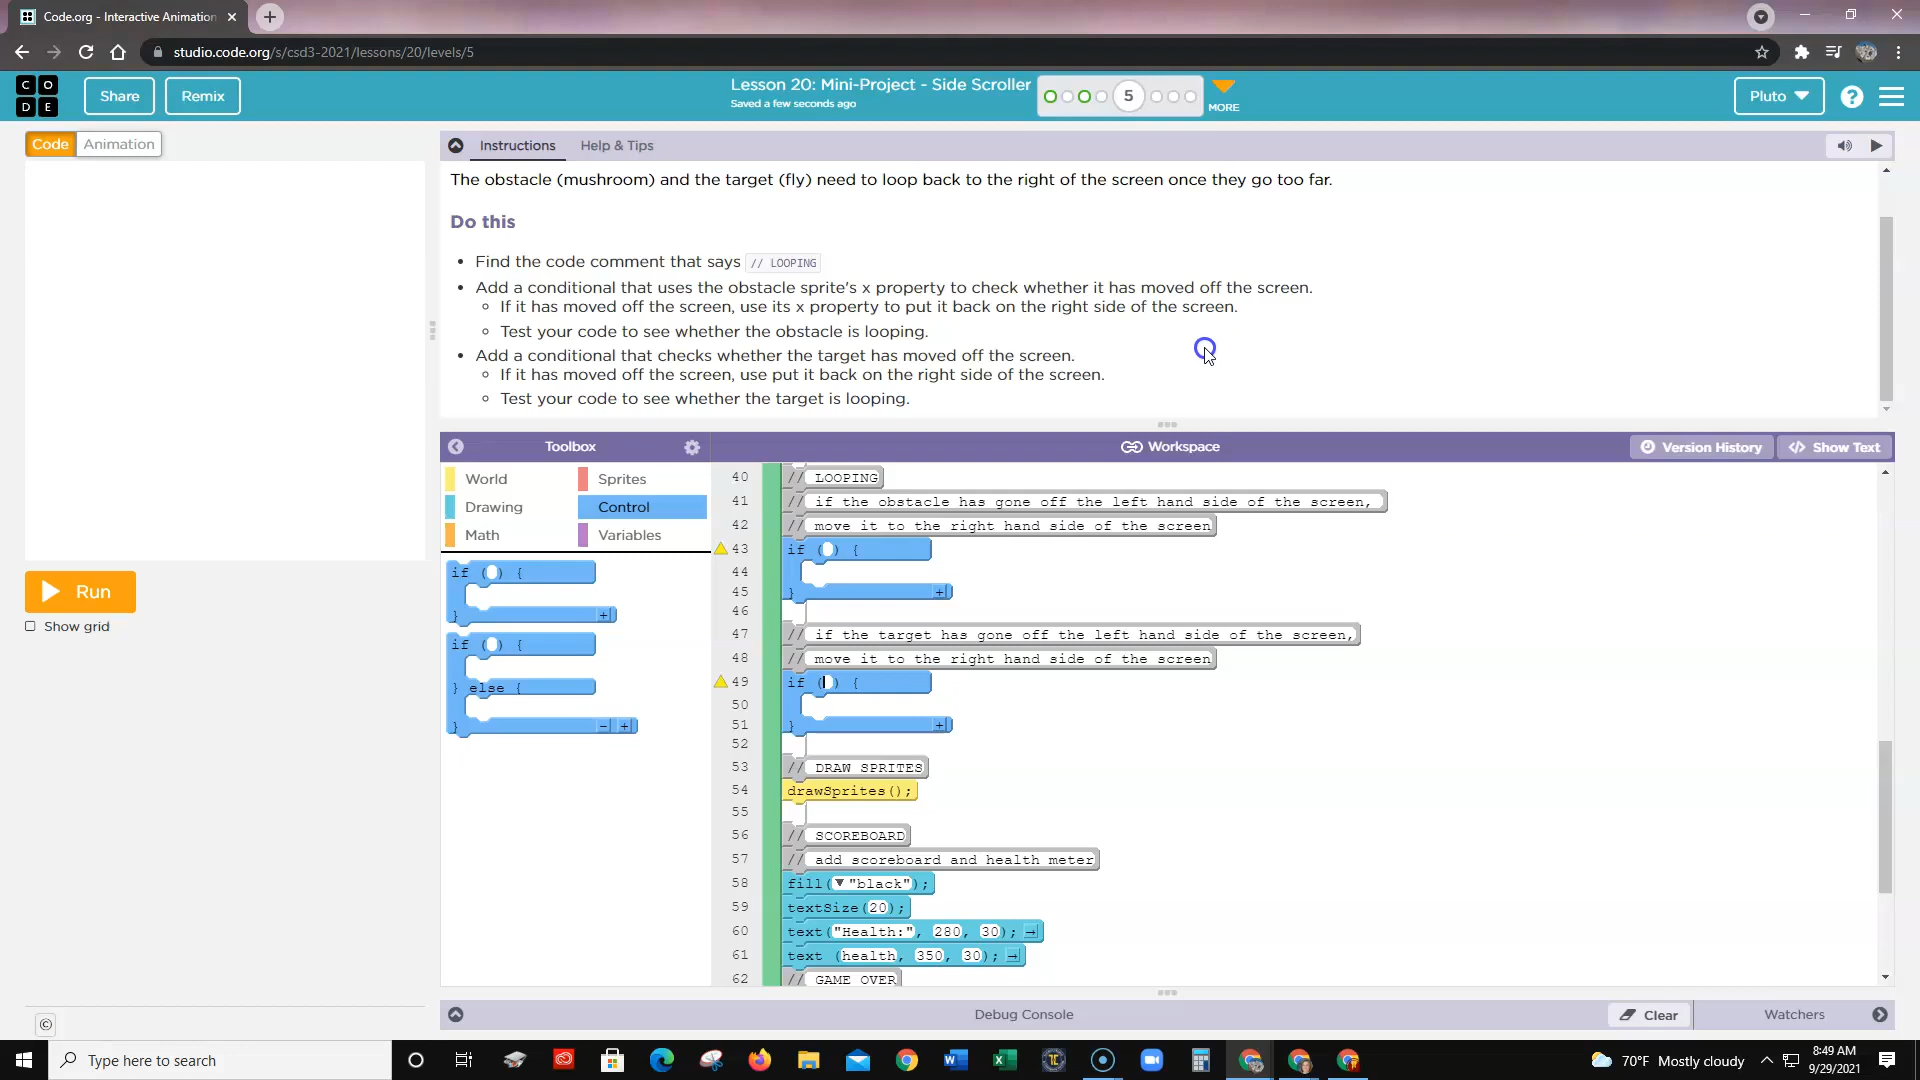 Code.org - Interactive Animation
studio.code.org/s/csd3-2021/lessons/20/levels/5
C O
D E
Share
Remix
Lesson 20: Mini-Project - Side Scroller
Saved a few seconds ago
5
MORE
Pluto
?
Code
Animation
Instructions
Help & Tips
The obstacle (mushroom) and the target (fly) need to loop back to the right of the screen once they go too far.
Do this
Find the code comment that says // LOOPING
Add a conditional that uses the obstacle sprite's x property to check whether it has moved off the screen.
If it has moved off the screen, use its x property to put it back on the right side of the screen.
Test your code to see whether the obstacle is looping.
Add a conditional that checks whether the target has moved off the screen.
If it has moved off the screen, use put it back on the right side of the screen.
Test your code to see whether the target is looping.
Run
Show grid
Toolbox
World
Sprites
Drawing
Control
Math
Variables
if ( ) {
}
if ( ) {
} else {
}
Workspace
Version History
Show Text
40 // LOOPING
41 // if the obstacle has gone off the left hand side of the screen,
42 // move it to the right hand side of the screen
43 if ( ) {
44
45 }
46
47 // if the target has gone off the left hand side of the screen,
48 // move it to the right hand side of the screen
49 if ( ) {
50
51 }
52
53 // DRAW SPRITES
54 drawSprites();
55
56 // SCOREBOARD
57 // add scoreboard and health meter
58 fill("black");
59 textSize(20);
60 text("Health:", 280, 30);
61 text (health, 350, 30);
62 // GAME OVER
Debug Console
Clear
Watchers
©
Type here to search
70°F Mostly cloudy
8:49 AM
9/29/2021